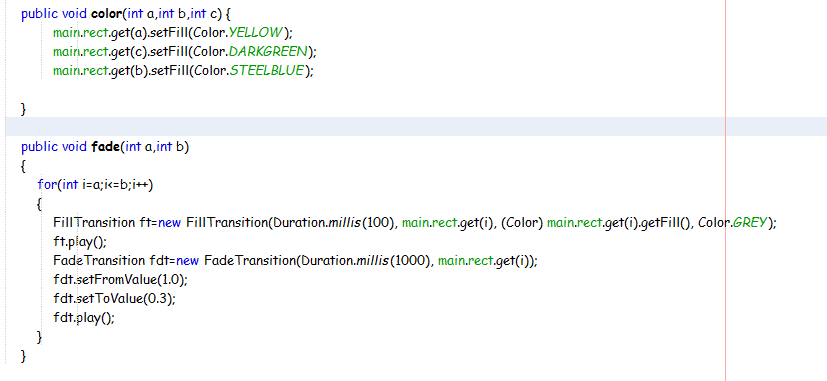 public void color(int a,int b,int c) {
main.rect.get(a).setFill(Color.YELLOW);
main.rect.get(c).setFill(Color.DARKGREEN);
main.rect.get(b).setFill(Color.STEELBLUE);
}
public void fade(int a,int b)
{
for(int i=a;i<=b;i++)
{
FillTransition ft=new FillTransition(Duration.millis(100), main.rect.get(i), (Color) main.rect.get(i).getFill(), Color.GREY);
ft.play();
FadeTransition fdt=new FadeTransition(Duration.millis(1000), main.rect.get(i));
fdt.setFromValue(1.0);
fdt.setToValue(0.3);
fdt.play();
}
}